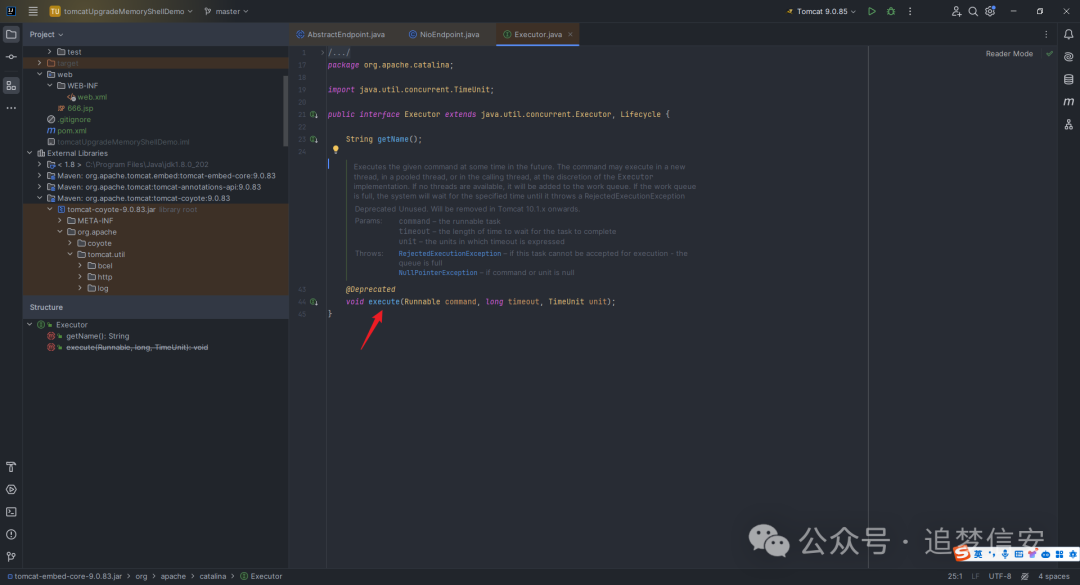 TU tomcatUpgradeMemoryShellDemo master Tomcat 9.0.85
Project
AbstractEndpoint.java NioEndpoint.java Executor.java
Reader Mode
test
target
web
WEB-INF
web.xml
666.jsp
.gitignore
pom.xml
tomcatUpgradeMemoryShellDemo.iml
External Libraries
< 1.8 > C:\Program Files\Java\jdk1.8.0_202
Maven: org.apache.tomcat.embed:tomcat-embed-core:9.0.83
Maven: org.apache.tomcat:tomcat-annotations-api:9.0.83
Maven: org.apache.tomcat:tomcat-coyote:9.0.83
tomcat-coyote-9.0.83.jar library root
META-INF
org.apache
coyote
tomcat.util
bcel
http
log
Structure
Executor
getName(): String
execute(Runnable, long, TimeUnit): void
1 /.../
17 package org.apache.catalina;
18
19 import java.util.concurrent.TimeUnit;
20
21 public interface Executor extends java.util.concurrent.Executor, Lifecycle {
22
23 String getName();
24
Executes the given command at some time in the future. The command may execute in a new
thread, in a pooled thread, or in the calling thread, at the discretion of the Executor
implementation. If no threads are available, it will be added to the work queue. If the work queue
is full, the system will wait for the specified time until it throws a RejectedExecutionException
Deprecated Unused. Will be removed in Tomcat 10.1.x onwards.
Params: command – the runnable task
timeout – the length of time to wait for the task to complete
unit – the units in which timeout is expressed
Throws: RejectedExecutionException – if this task cannot be accepted for execution - the
queue is full
NullPointerException – if command or unit is null
43 @Deprecated
44 void execute(Runnable command, long timeout, TimeUnit unit);
45 }
公众号 · 追梦信安
S 英
tomcat-embed-core-9.0.83.jar org apache catalina Executor
25:1 LF UTF-8 4 spaces